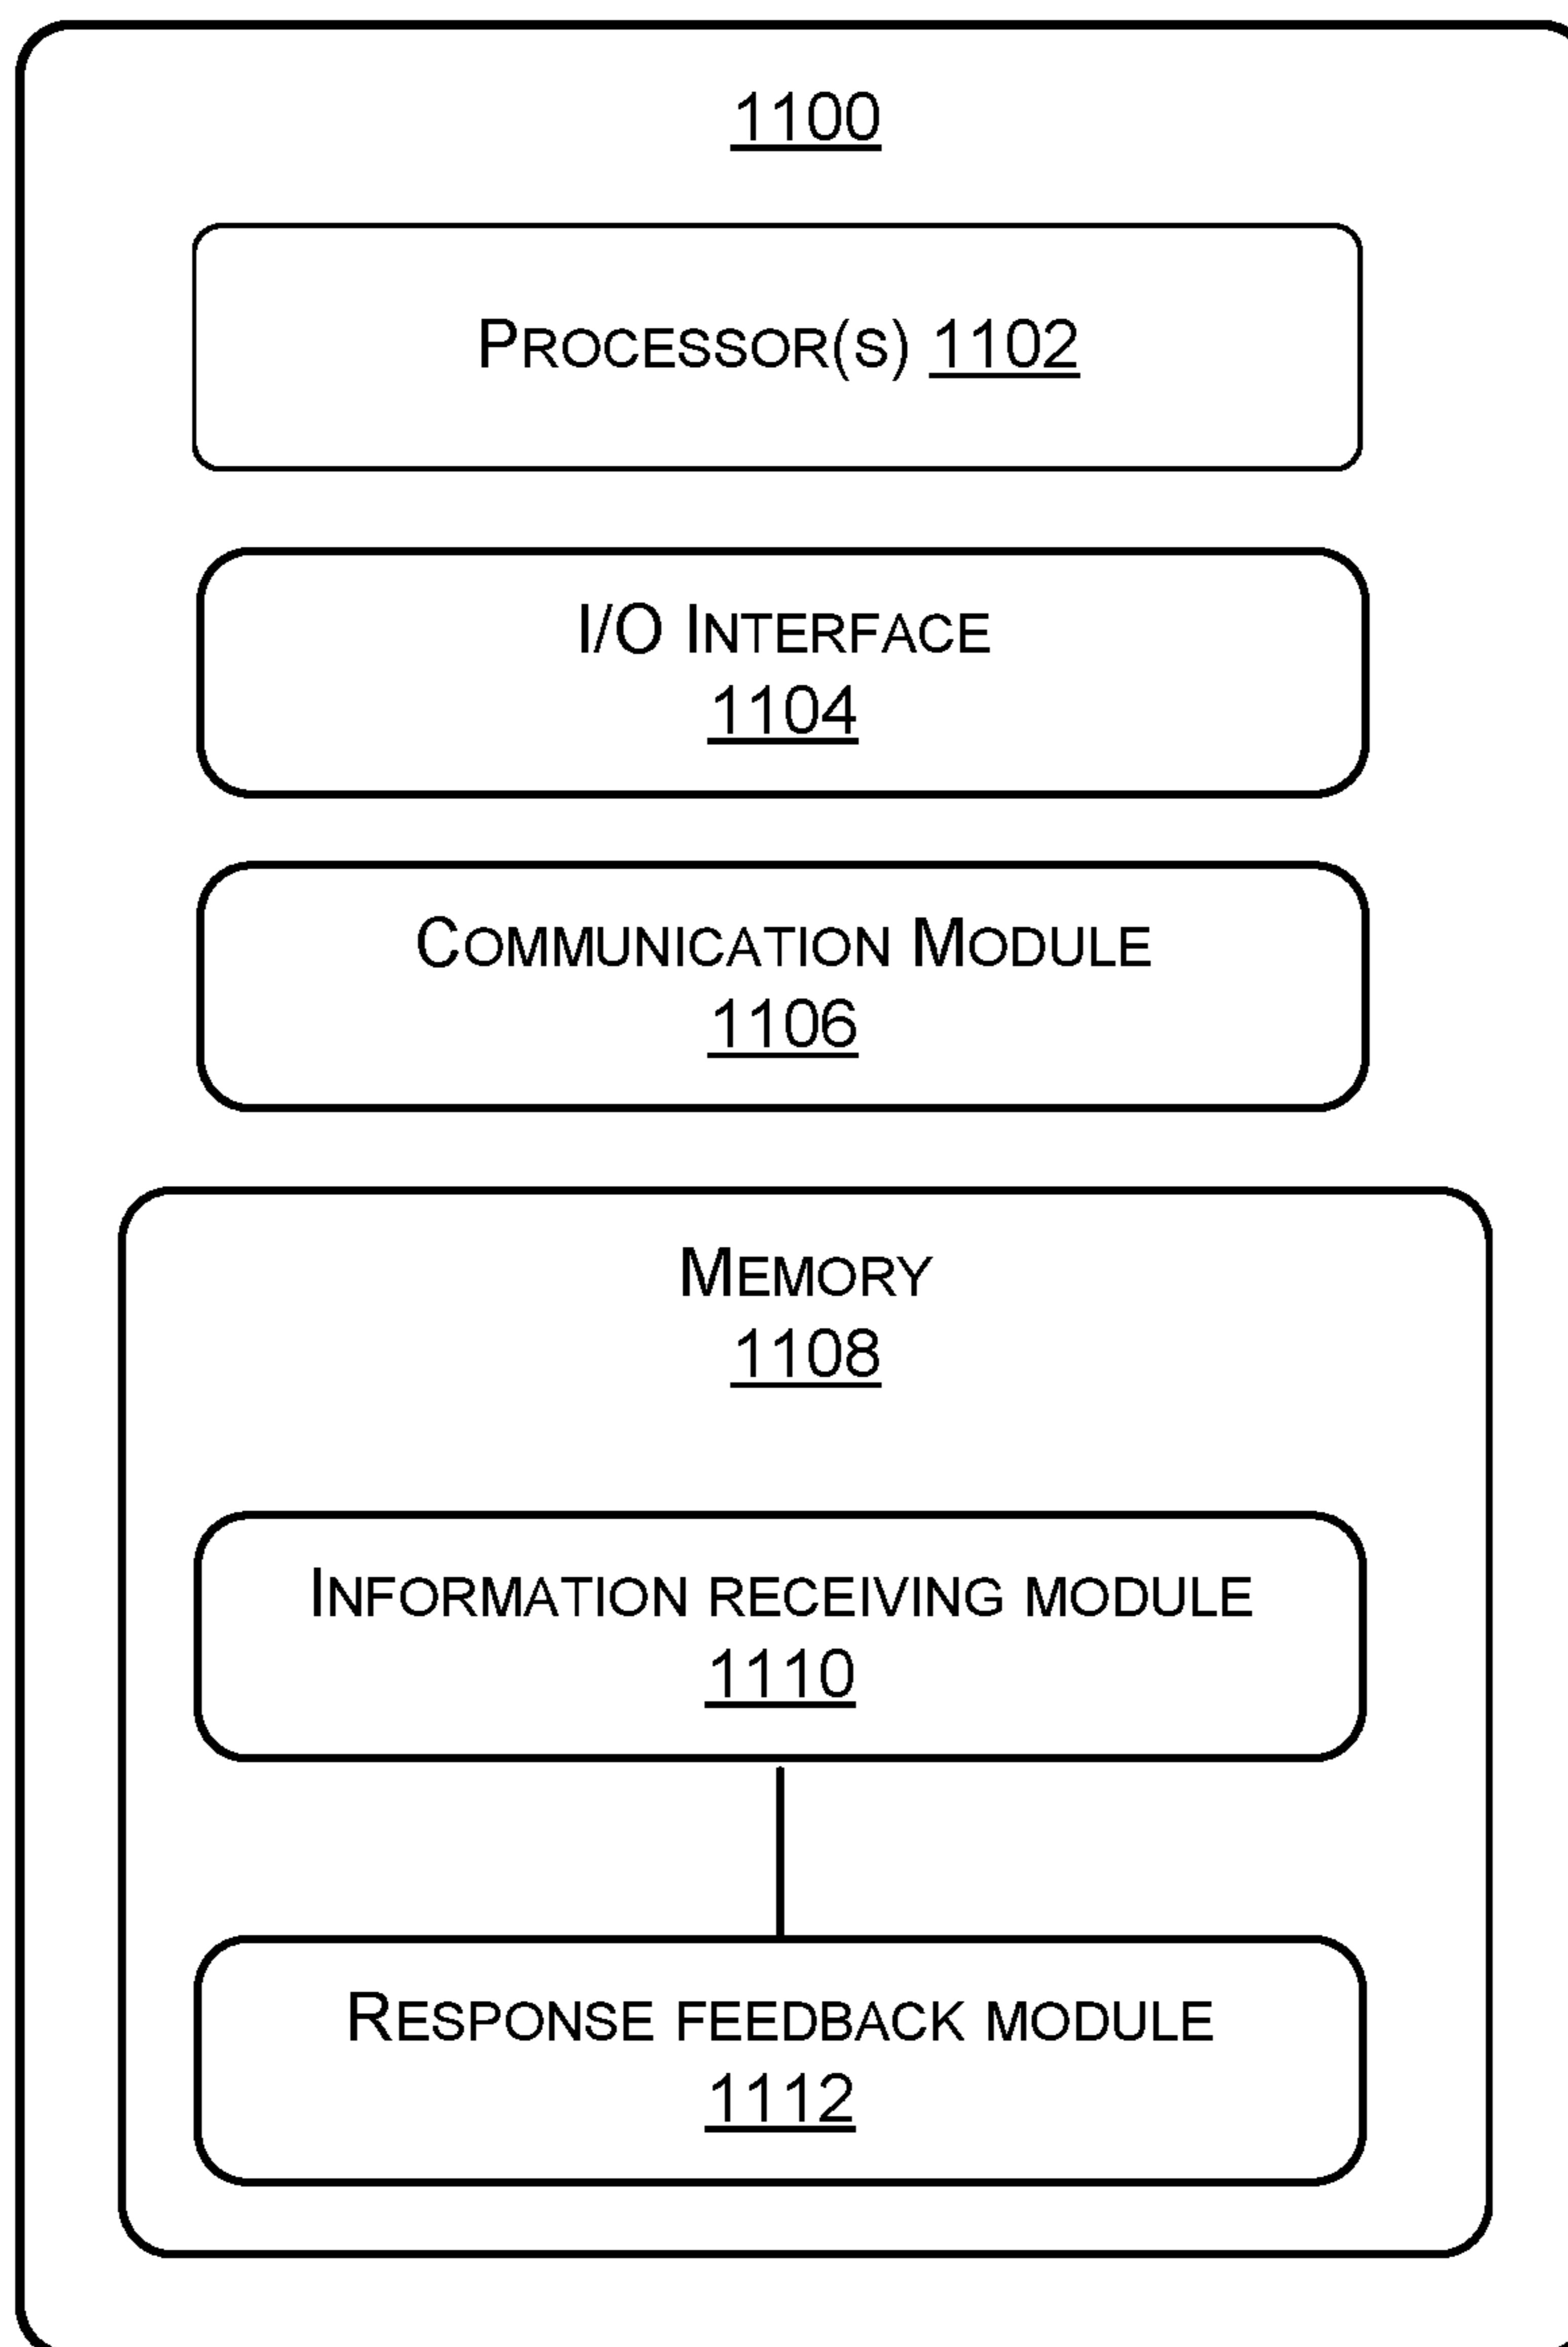 1100
PROCESSOR(S) 1102
I/O INTERFACE
1104
COMMUNICATION MODULE
1106
MEMORY
1108
INFORMATION RECEIVING MODULE
1110
RESPONSE FEEDBACK MODULE
1112